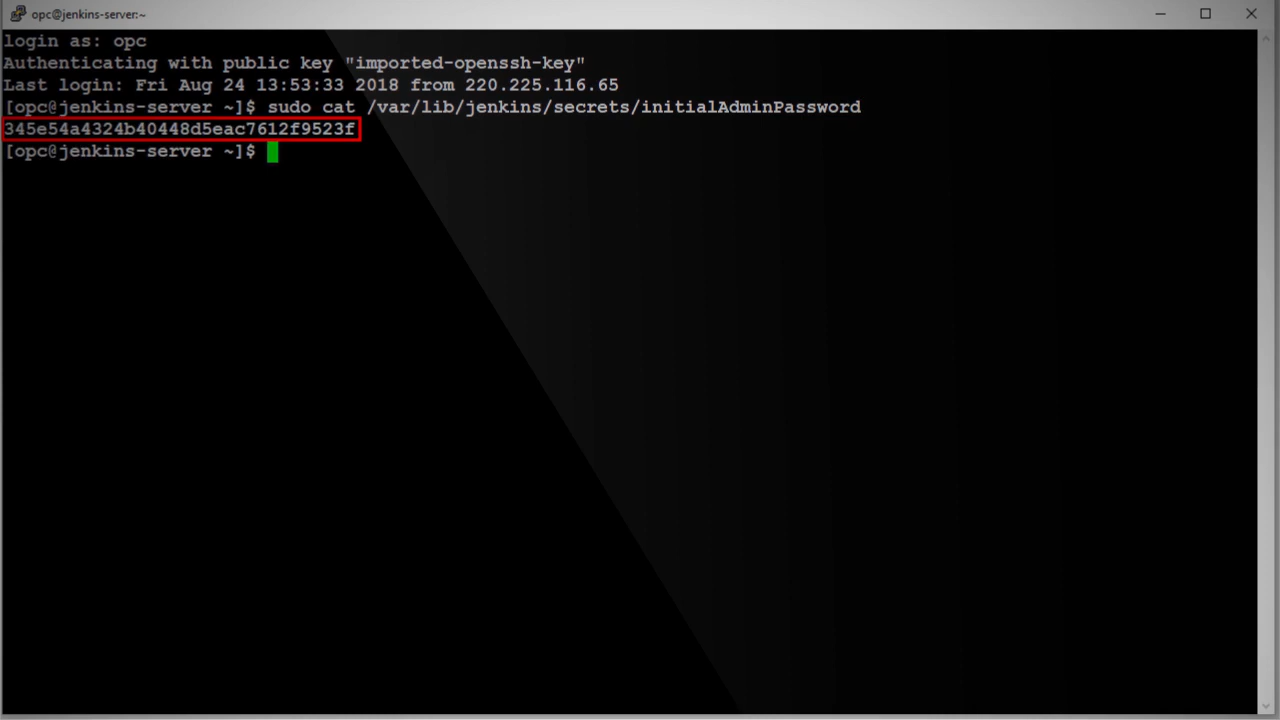 opc@jenkins-server:~
login as: opc
Authenticating with public key "imported-openssh-key"
Last login: Fri Aug 24 13:53:33 2018 from 220.225.116.65
[opc@jenkins-server ~]$ sudo cat /var/lib/jenkins/secrets/initialAdminPassword
345e54a4324b40448d5eac7612f9523f
[opc@jenkins-server ~]$